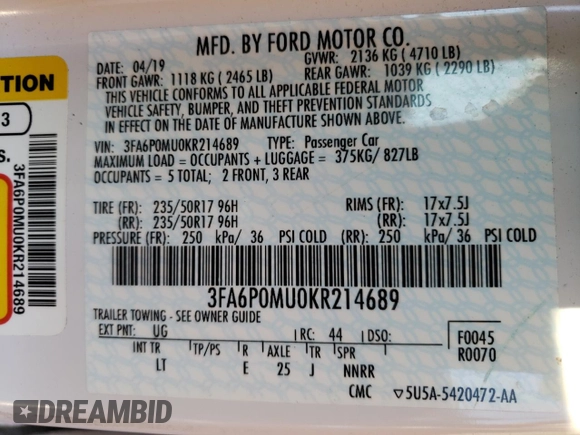 MFD. BY FORD MOTOR CO.
DATE: 04/19 GVWR: 2136 KG ( 4710 LB)
FRONT GAWR: 1118 KG ( 2465 LB) REAR GAWR: 1039 KG ( 2290 LB)
THIS VEHICLE CONFORMS TO ALL APPLICABLE FEDERAL MOTOR
VEHICLE SAFETY, BUMPER, AND THEFT PREVENTION STANDARDS
IN EFFECT ON THE DATE OF MANUFACTURE SHOWN ABOVE.
VIN: 3FA6P0MU0KR214689 TYPE: Passenger Car
MAXIMUM LOAD = OCCUPANTS + LUGGAGE = 375KG/ 827LB
OCCUPANTS = 5 TOTAL; 2 FRONT, 3 REAR
TIRE (FR): 235/50R17 96H RIMS (FR): 17x7.5J
(RR): 235/50R17 96H (RR): 17x7.5J
PRESSURE (FR): 250 kPa/ 36 PSI COLD (RR): 250 kPa/ 36 PSI COLD
3FA6P0MU0KR214689
TRAILER TOWING - SEE OWNER GUIDE
EXT PNT: UG RC: 44 DSO: F0045
R0070
INT TR TP/PS R AXLE TR SPR
LT E 25 J NNRR
CMC ▽5U5A-5420472-AA
TION
3
S.
3FA6P0MU0KR214689
DREAMBID